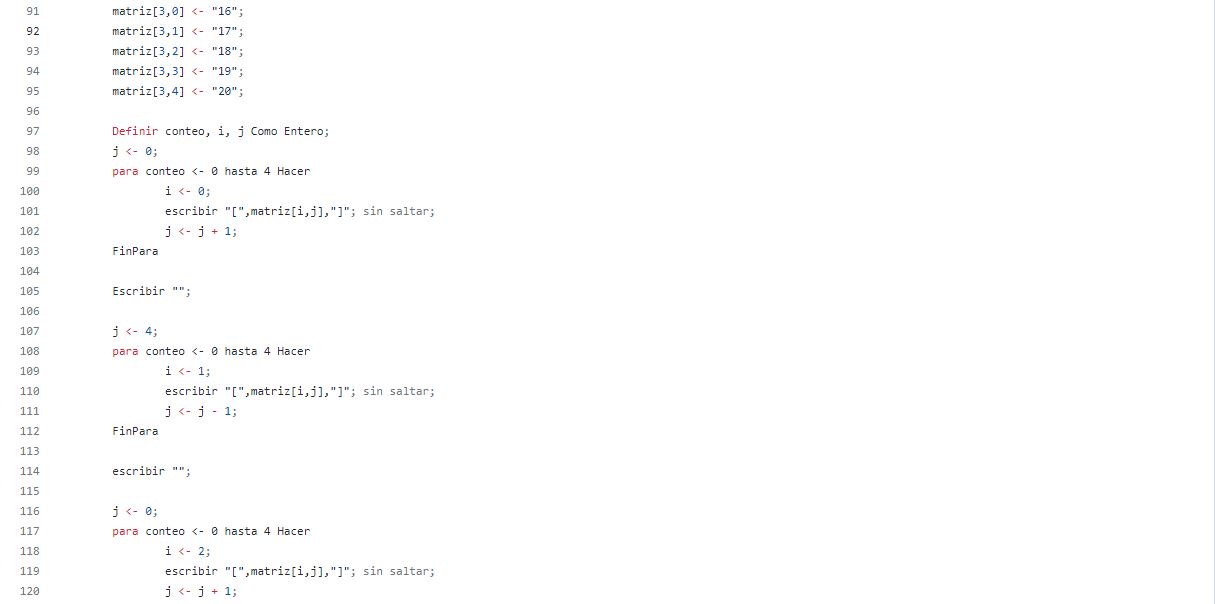 91 matriz[3,0] <- "16";
92 matriz[3,1] <- "17";
93 matriz[3,2] <- "18";
94 matriz[3,3] <- "19";
95 matriz[3,4] <- "20";
96
97 Definir conteo, i, j Como Entero;
98 j <- 0;
99 para conteo <- 0 hasta 4 Hacer
100 i <- 0;
101 escribir "[",matriz[i,j],"]"; sin saltar;
102 j <- j + 1;
103 FinPara
104
105 Escribir "";
106
107 j <- 4;
108 para conteo <- 0 hasta 4 Hacer
109 i <- 1;
110 escribir "[",matriz[i,j],"]"; sin saltar;
111 j <- j - 1;
112 FinPara
113
114 escribir "";
115
116 j <- 0;
117 para conteo <- 0 hasta 4 Hacer
118 i <- 2;
119 escribir "[",matriz[i,j],"]"; sin saltar;
120 j <- j + 1;